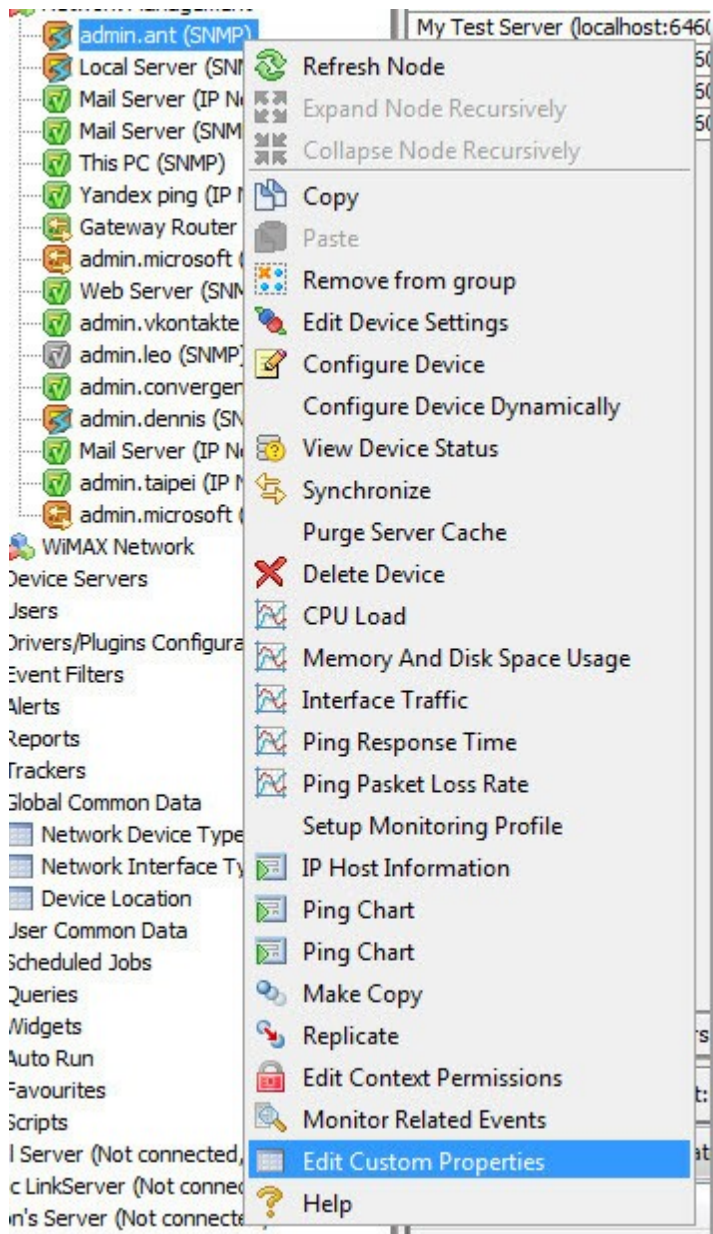 Network Management
admin.ant (SNMP)
My Test Server (localhost:6460
Local Server (SNM
Mail Server (IP N
Mail Server (SNM
This PC (SNMP)
Yandex ping (IP N
Gateway Router
admin.microsoft (
Web Server (SNM
admin.vkontakte
admin.leo (SNMP)
admin.convergen
admin.dennis (SN
Mail Server (IP N
admin.taipei (IP N
admin.microsoft (
WiMAX Network
Device Servers
Users
Drivers/Plugins Configura
Event Filters
Alerts
Reports
Trackers
Global Common Data
Network Device Type
Network Interface Ty
Device Location
User Common Data
Scheduled Jobs
Queries
Widgets
Auto Run
Favourites
Scripts
l Server (Not connected,
c LinkServer (Not connec
on's Server (Not connecte
Refresh Node
Expand Node Recursively
Collapse Node Recursively
Copy
Paste
Remove from group
Edit Device Settings
Configure Device
Configure Device Dynamically
View Device Status
Synchronize
Purge Server Cache
Delete Device
CPU Load
Memory And Disk Space Usage
Interface Traffic
Ping Response Time
Ping Pasket Loss Rate
Setup Monitoring Profile
IP Host Information
Ping Chart
Ping Chart
Make Copy
Replicate
Edit Context Permissions
Monitor Related Events
Edit Custom Properties
Help